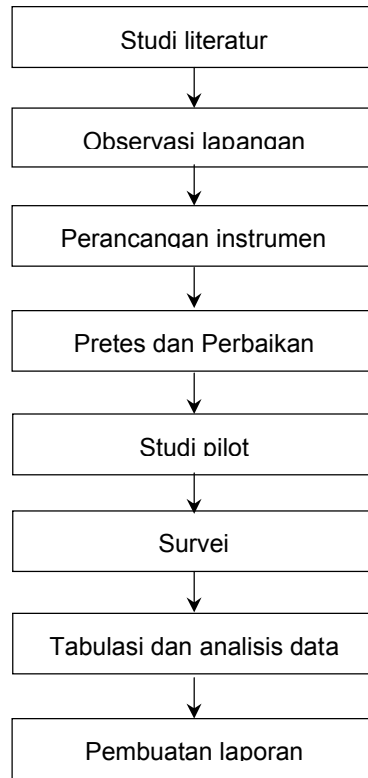 Studi literatur
Observasi lapangan
Perancangan instrumen
Pretes dan Perbaikan
Studi pilot
Survei
Tabulasi dan analisis data
Pembuatan laporan